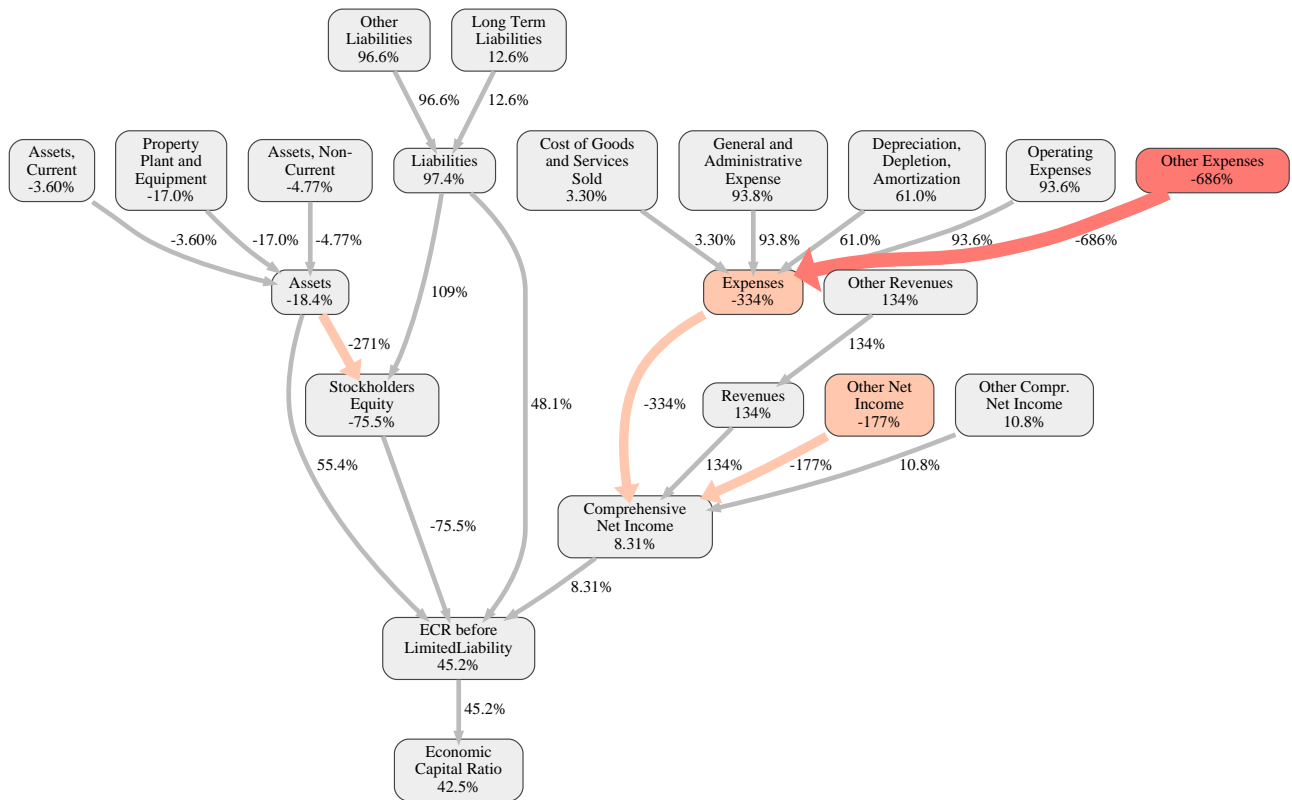 Other
Liabilities
96.6%
Long Term
Liabilities
12.6%
96.6%
12.6%
Assets,
Current
-3.60%
Property
Plant and
Equipment
-17.0%
Assets, Non-
Current
-4.77%
Liabilities
97.4%
Cost of Goods
and Services
Sold
3.30%
General and
Administrative
Expense
93.8%
Depreciation,
Depletion,
Amortization
61.0%
Operating
Expenses
93.6%
Other Expenses
-686%
-3.60%
-17.0%
-4.77%
3.30%
93.8%
61.0%
93.6%
-686%
Assets
-18.4%
109%
Expenses
-334%
Other Revenues
134%
-271%
134%
Stockholders
Equity
-75.5%
48.1%
-334%
Revenues
134%
Other Net
Income
-177%
Other Compr.
Net Income
10.8%
55.4%
134%
-177%
10.8%
-75.5%
Comprehensive
Net Income
8.31%
8.31%
ECR before
LimitedLiability
45.2%
45.2%
Economic
Capital Ratio
42.5%